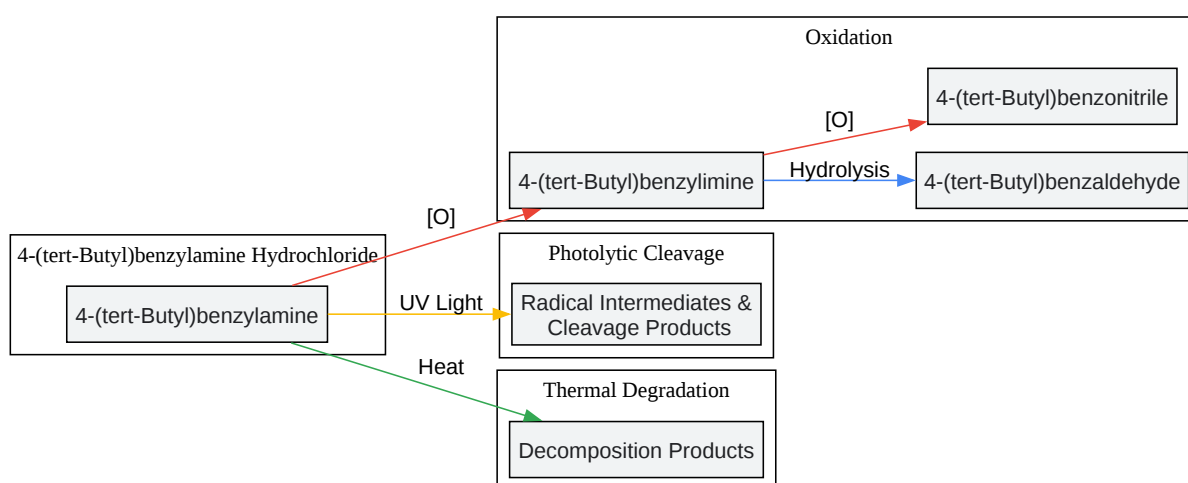 Oxidation
4-(tert-Butyl)benzonitrile
[O]
4-(tert-Butyl)benzylimine
Hydrolysis
4-(tert-Butyl)benzaldehyde
[O]
4-(tert-Butyl)benzylamine Hydrochloride
4-(tert-Butyl)benzylamine
UV Light
Photolytic Cleavage
Radical Intermediates &
Cleavage Products
Heat
Thermal Degradation
Decomposition Products